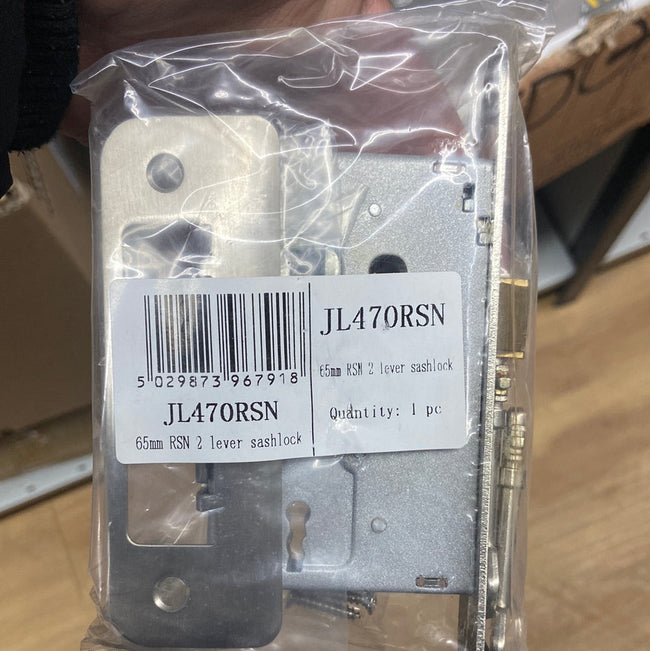 5 029873 967918
JL470RSN
65mm RSN 2 lever sashlock
JL470RSN
65mm RSN 2 lever sashlock
Quantity: 1 pc